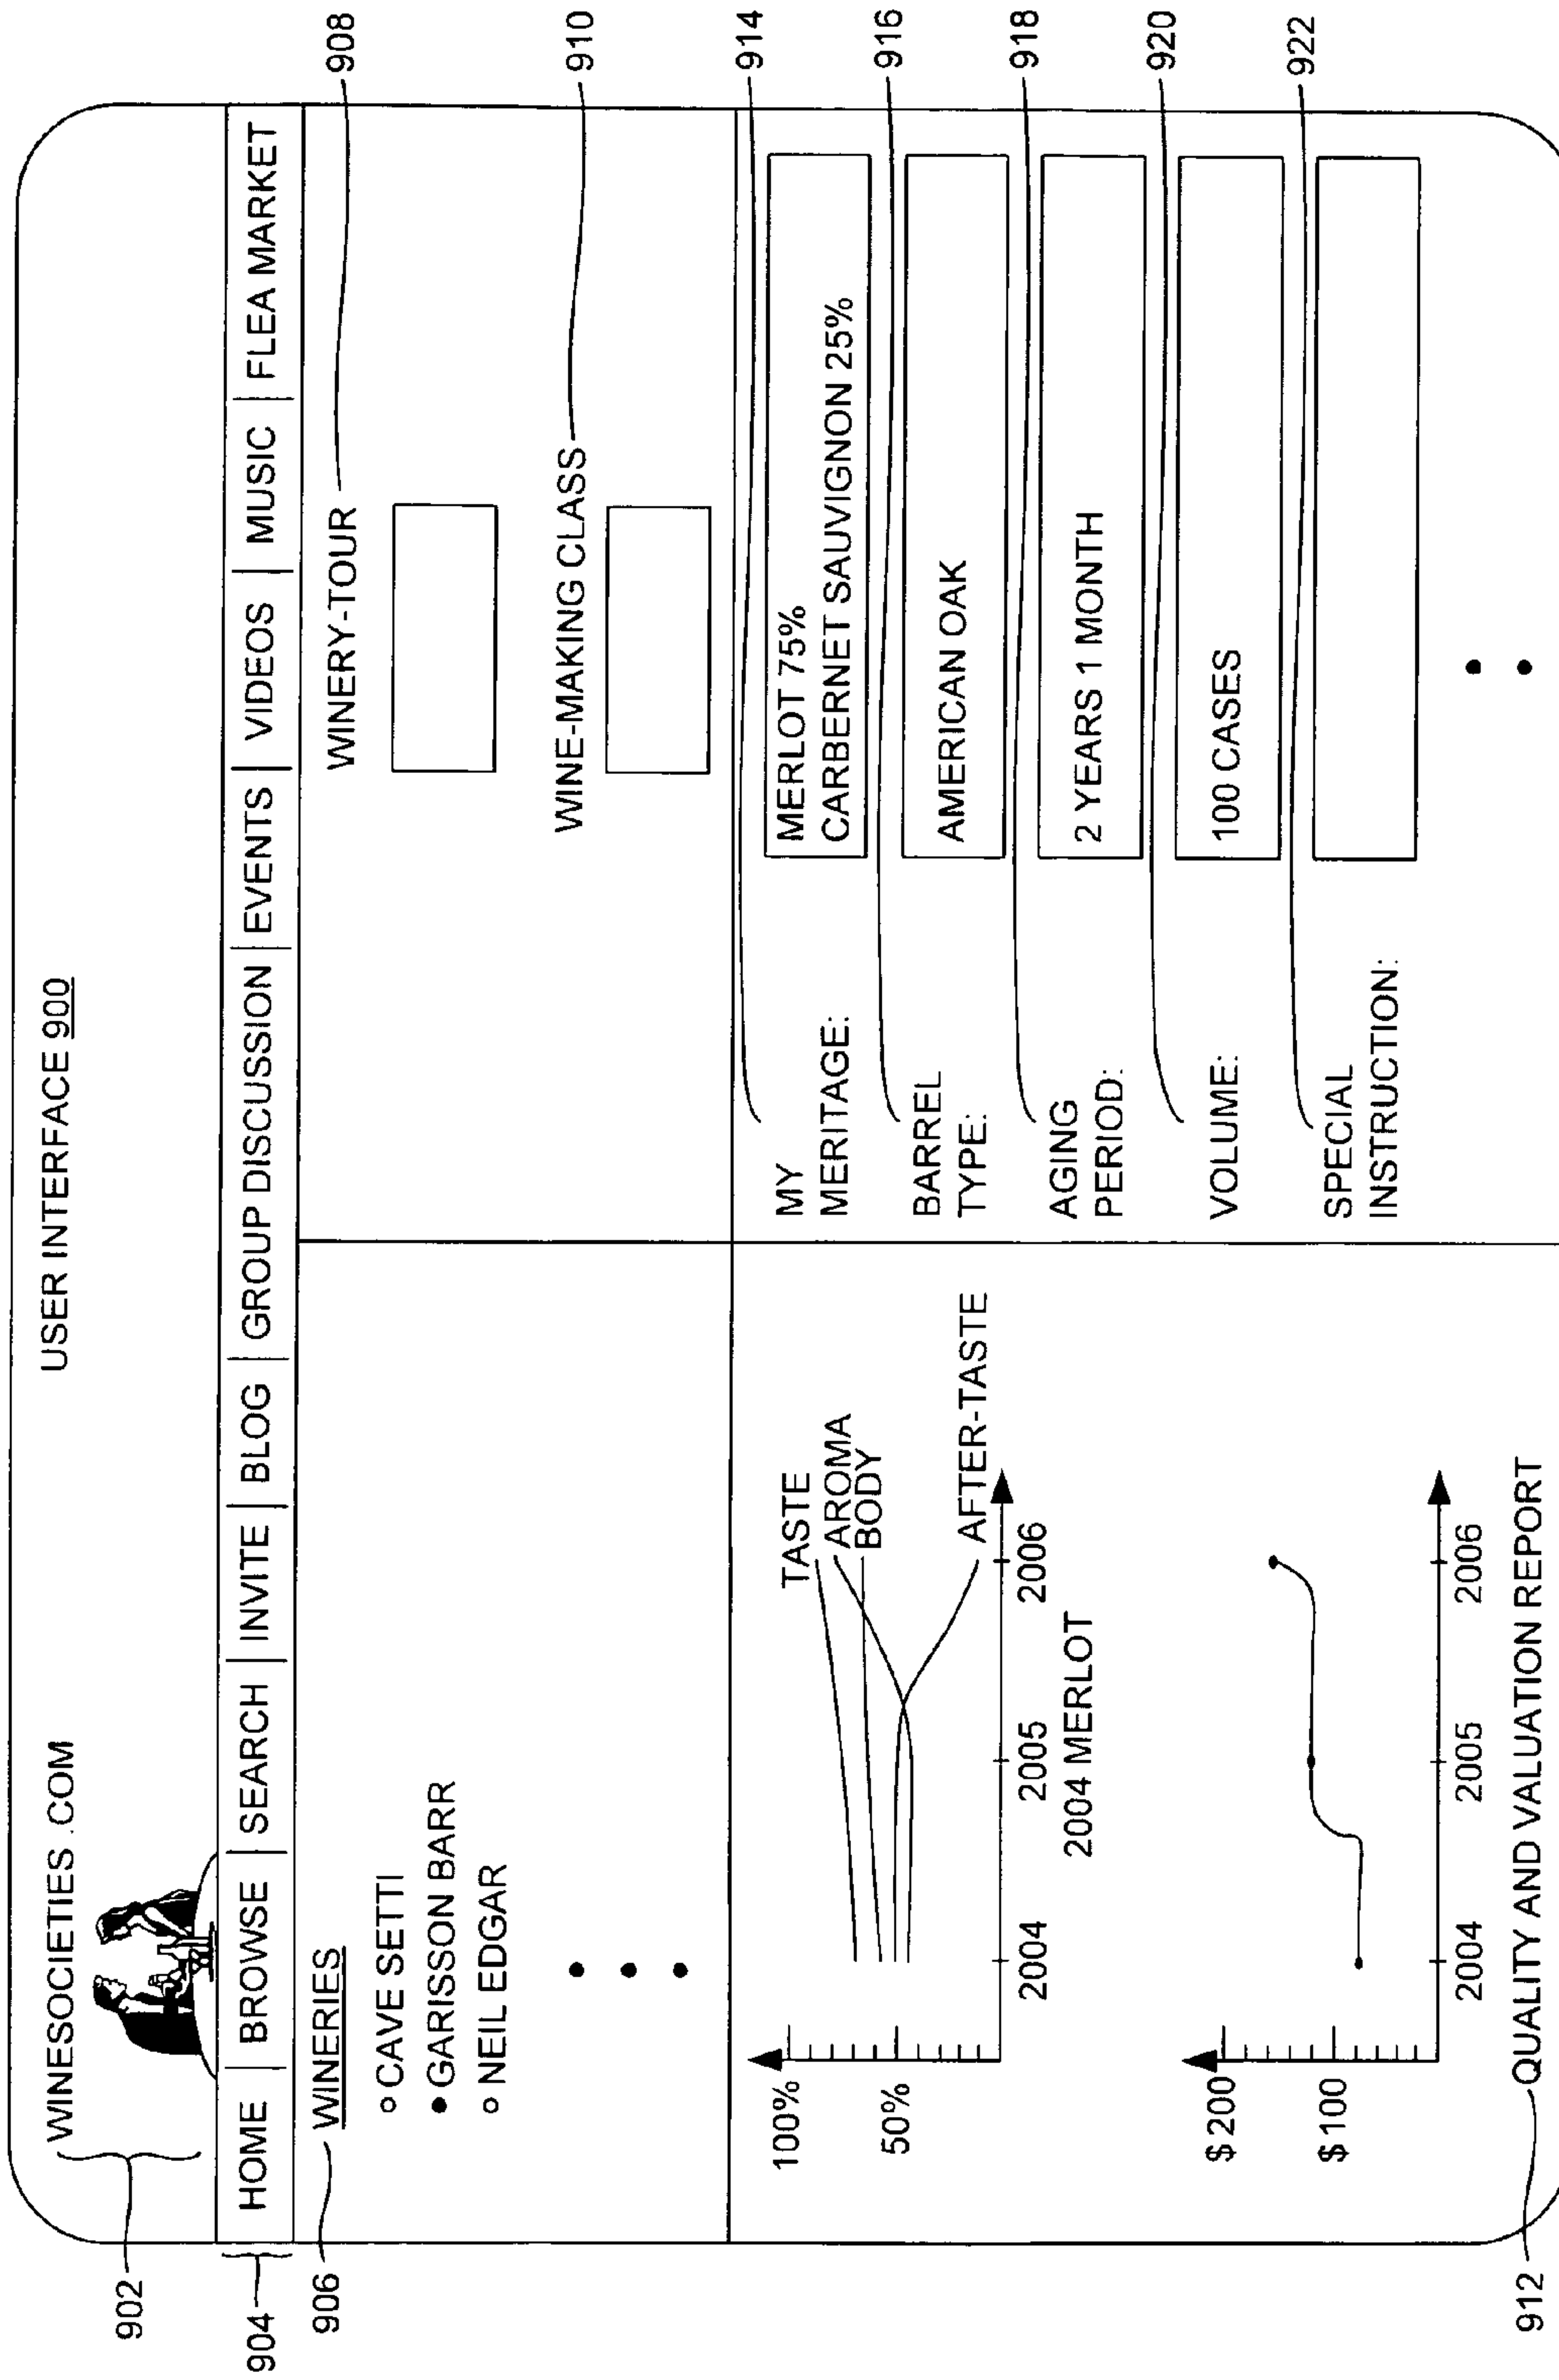 USER INTERFACE 900
902
WINESOCIETIES .COM
904
HOME | BROWSE | SEARCH | INVITE | BLOG | GROUP DISCUSSION | EVENTS | VIDEOS | MUSIC | FLEA MARKET
906
WINERIES
CAVE SETTI
GARISSON BARR
NEIL EDGAR
WINERY-TOUR
908
WINE-MAKING CLASS
910
100%
50%
TASTE
AROMA
BODY
AFTER-TASTE
2004 2005 2006
2004 MERLOT
$ 200
$ 100
2004 2005 2006
912
QUALITY AND VALUATION REPORT
914
MY
MERITAGE:
MERLOT 75%
CARBERNET SAUVIGNON 25%
916
BARREL
TYPE:
AMERICAN OAK
918
AGING
PERIOD:
2 YEARS 1 MONTH
920
VOLUME:
100 CASES
922
SPECIAL
INSTRUCTION: